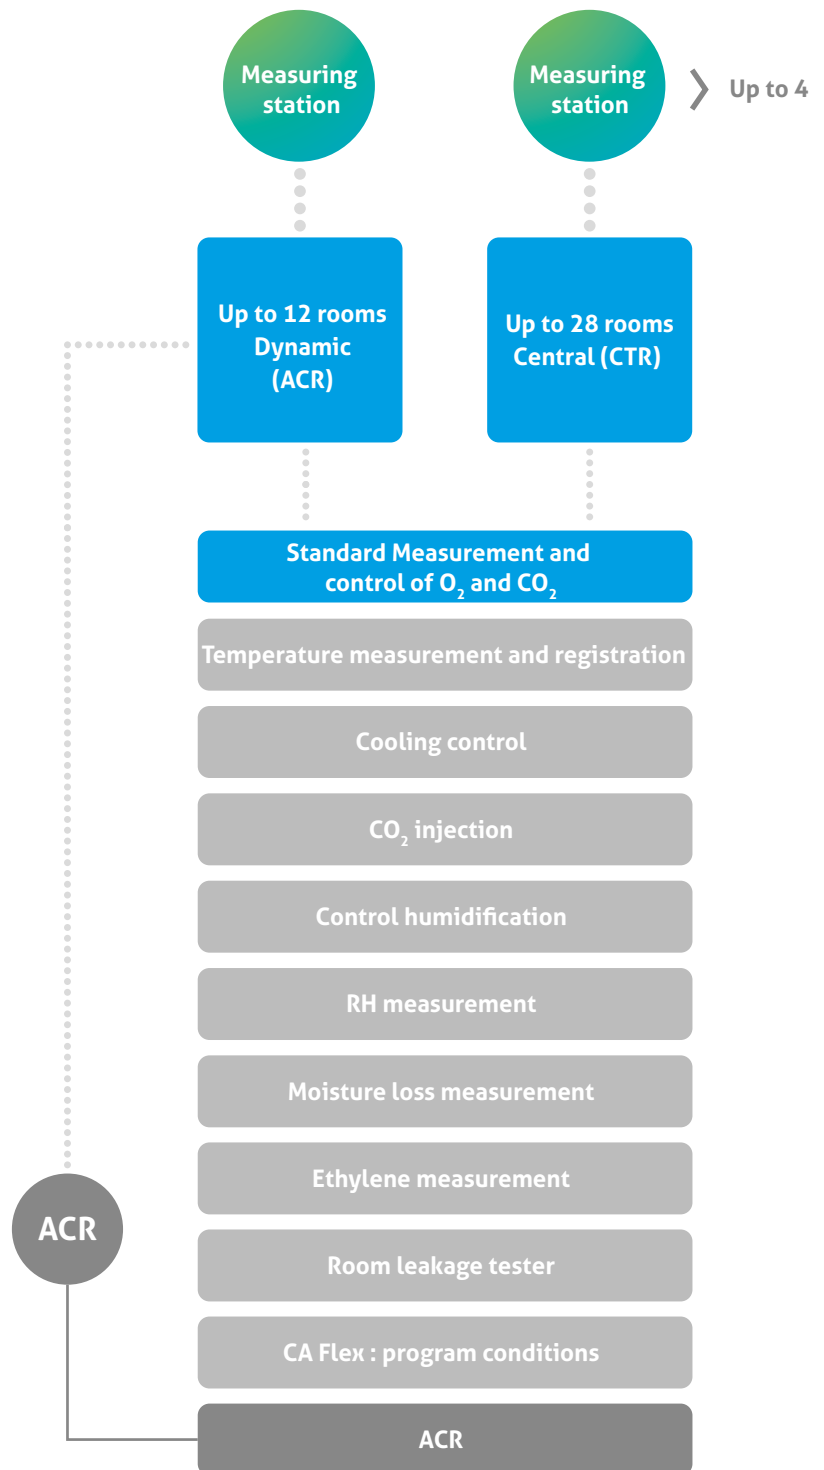 Measuring
station
Measuring
station
Up to 4
Up to 12 rooms
Dynamic
(ACR)
Up to 28 rooms
Central (CTR)
Standard Measurement and
control of O₂ and CO₂
Temperature measurement and registration
Cooling control
CO₂ injection
Control humidification
RH measurement
Moisture loss measurement
Ethylene measurement
ACR
Room leakage tester
CA Flex : program conditions
ACR